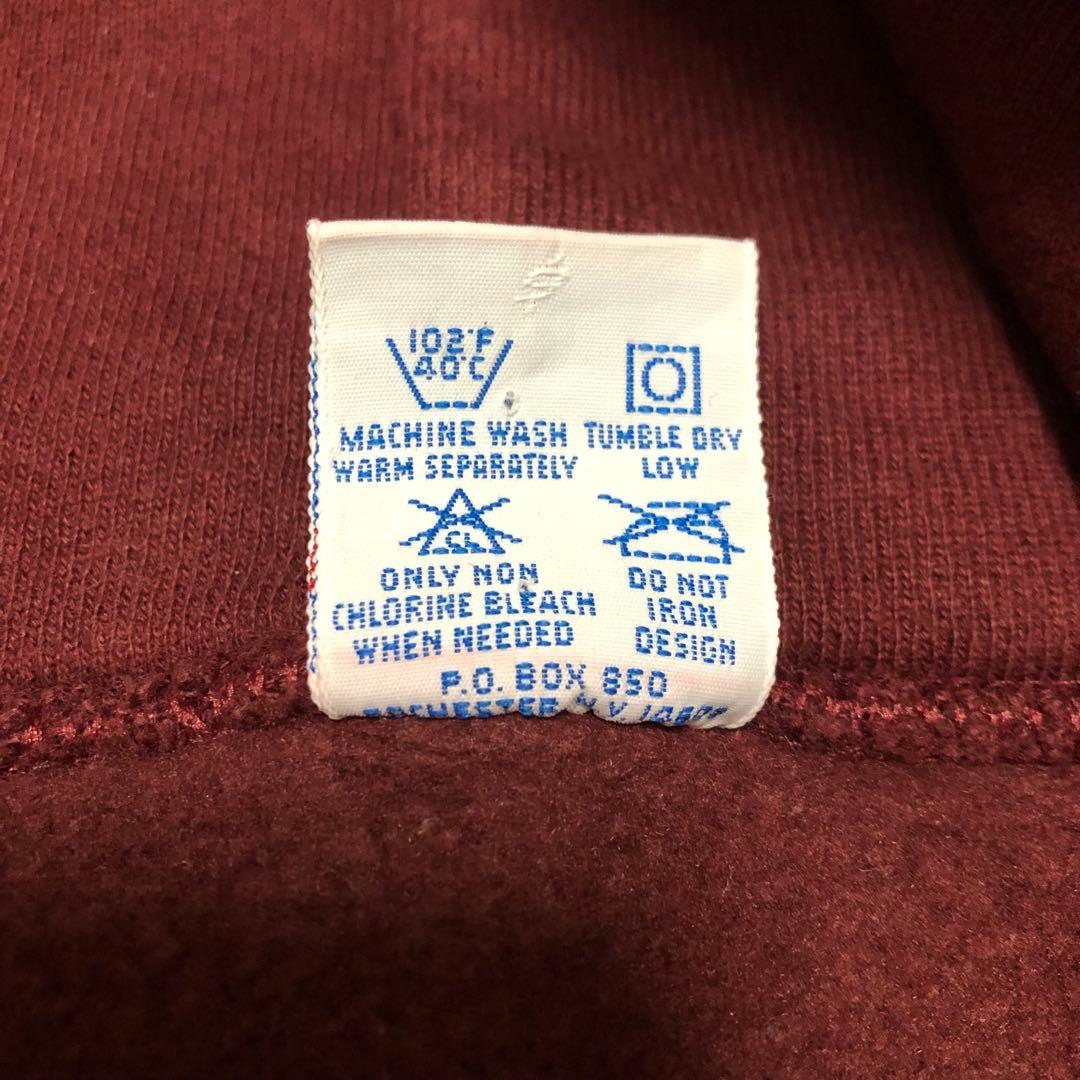 102°F
40°C
MACHINE WASH
WARM SEPARATELY
TUMBLE DRY
LOW
CL
ONLY NON
CHLORINE BLEACH
WHEN NEEDED
DO NOT
IRON
DESIGN
P.O. BOX 850
ROCHESTER N.Y.